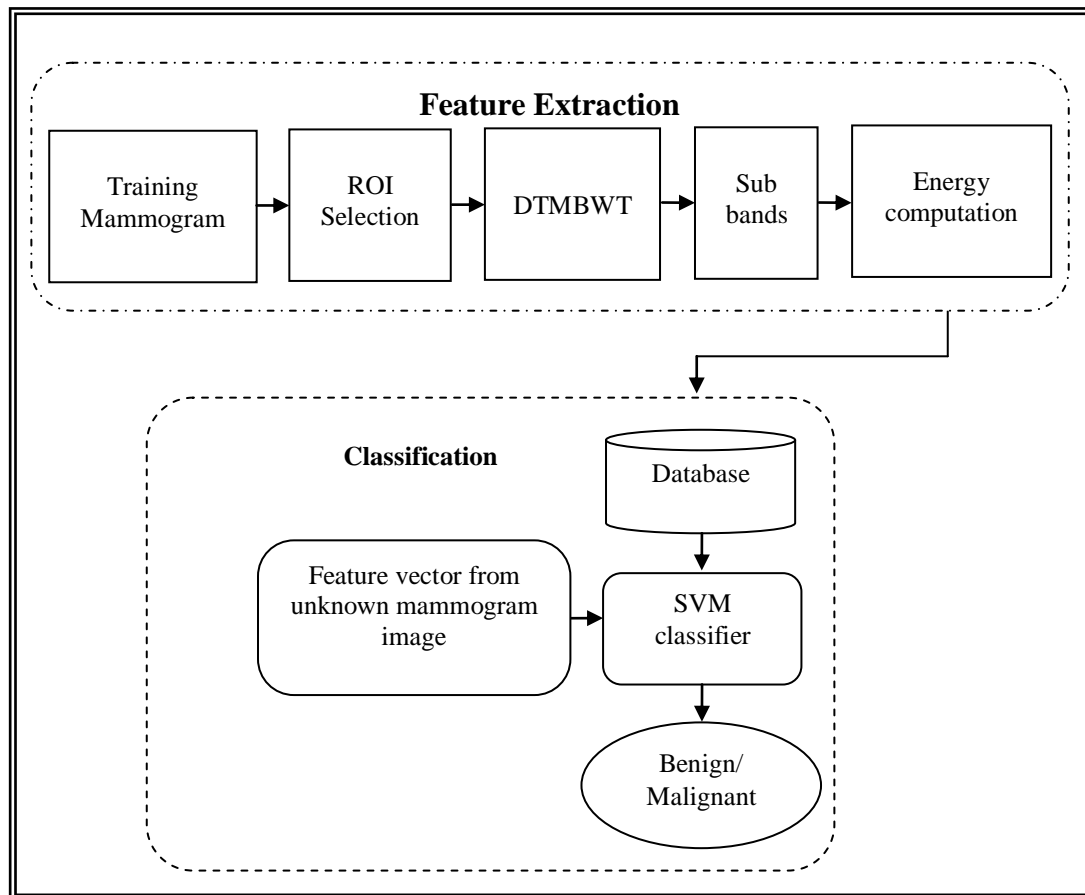 Feature Extraction
Training
Mammogram
ROI
Selection
DTMBWT
Sub
bands
Energy
computation
Classification
Database
Feature vector from
unknown mammogram
image
SVM
classifier
Benign/
Malignant